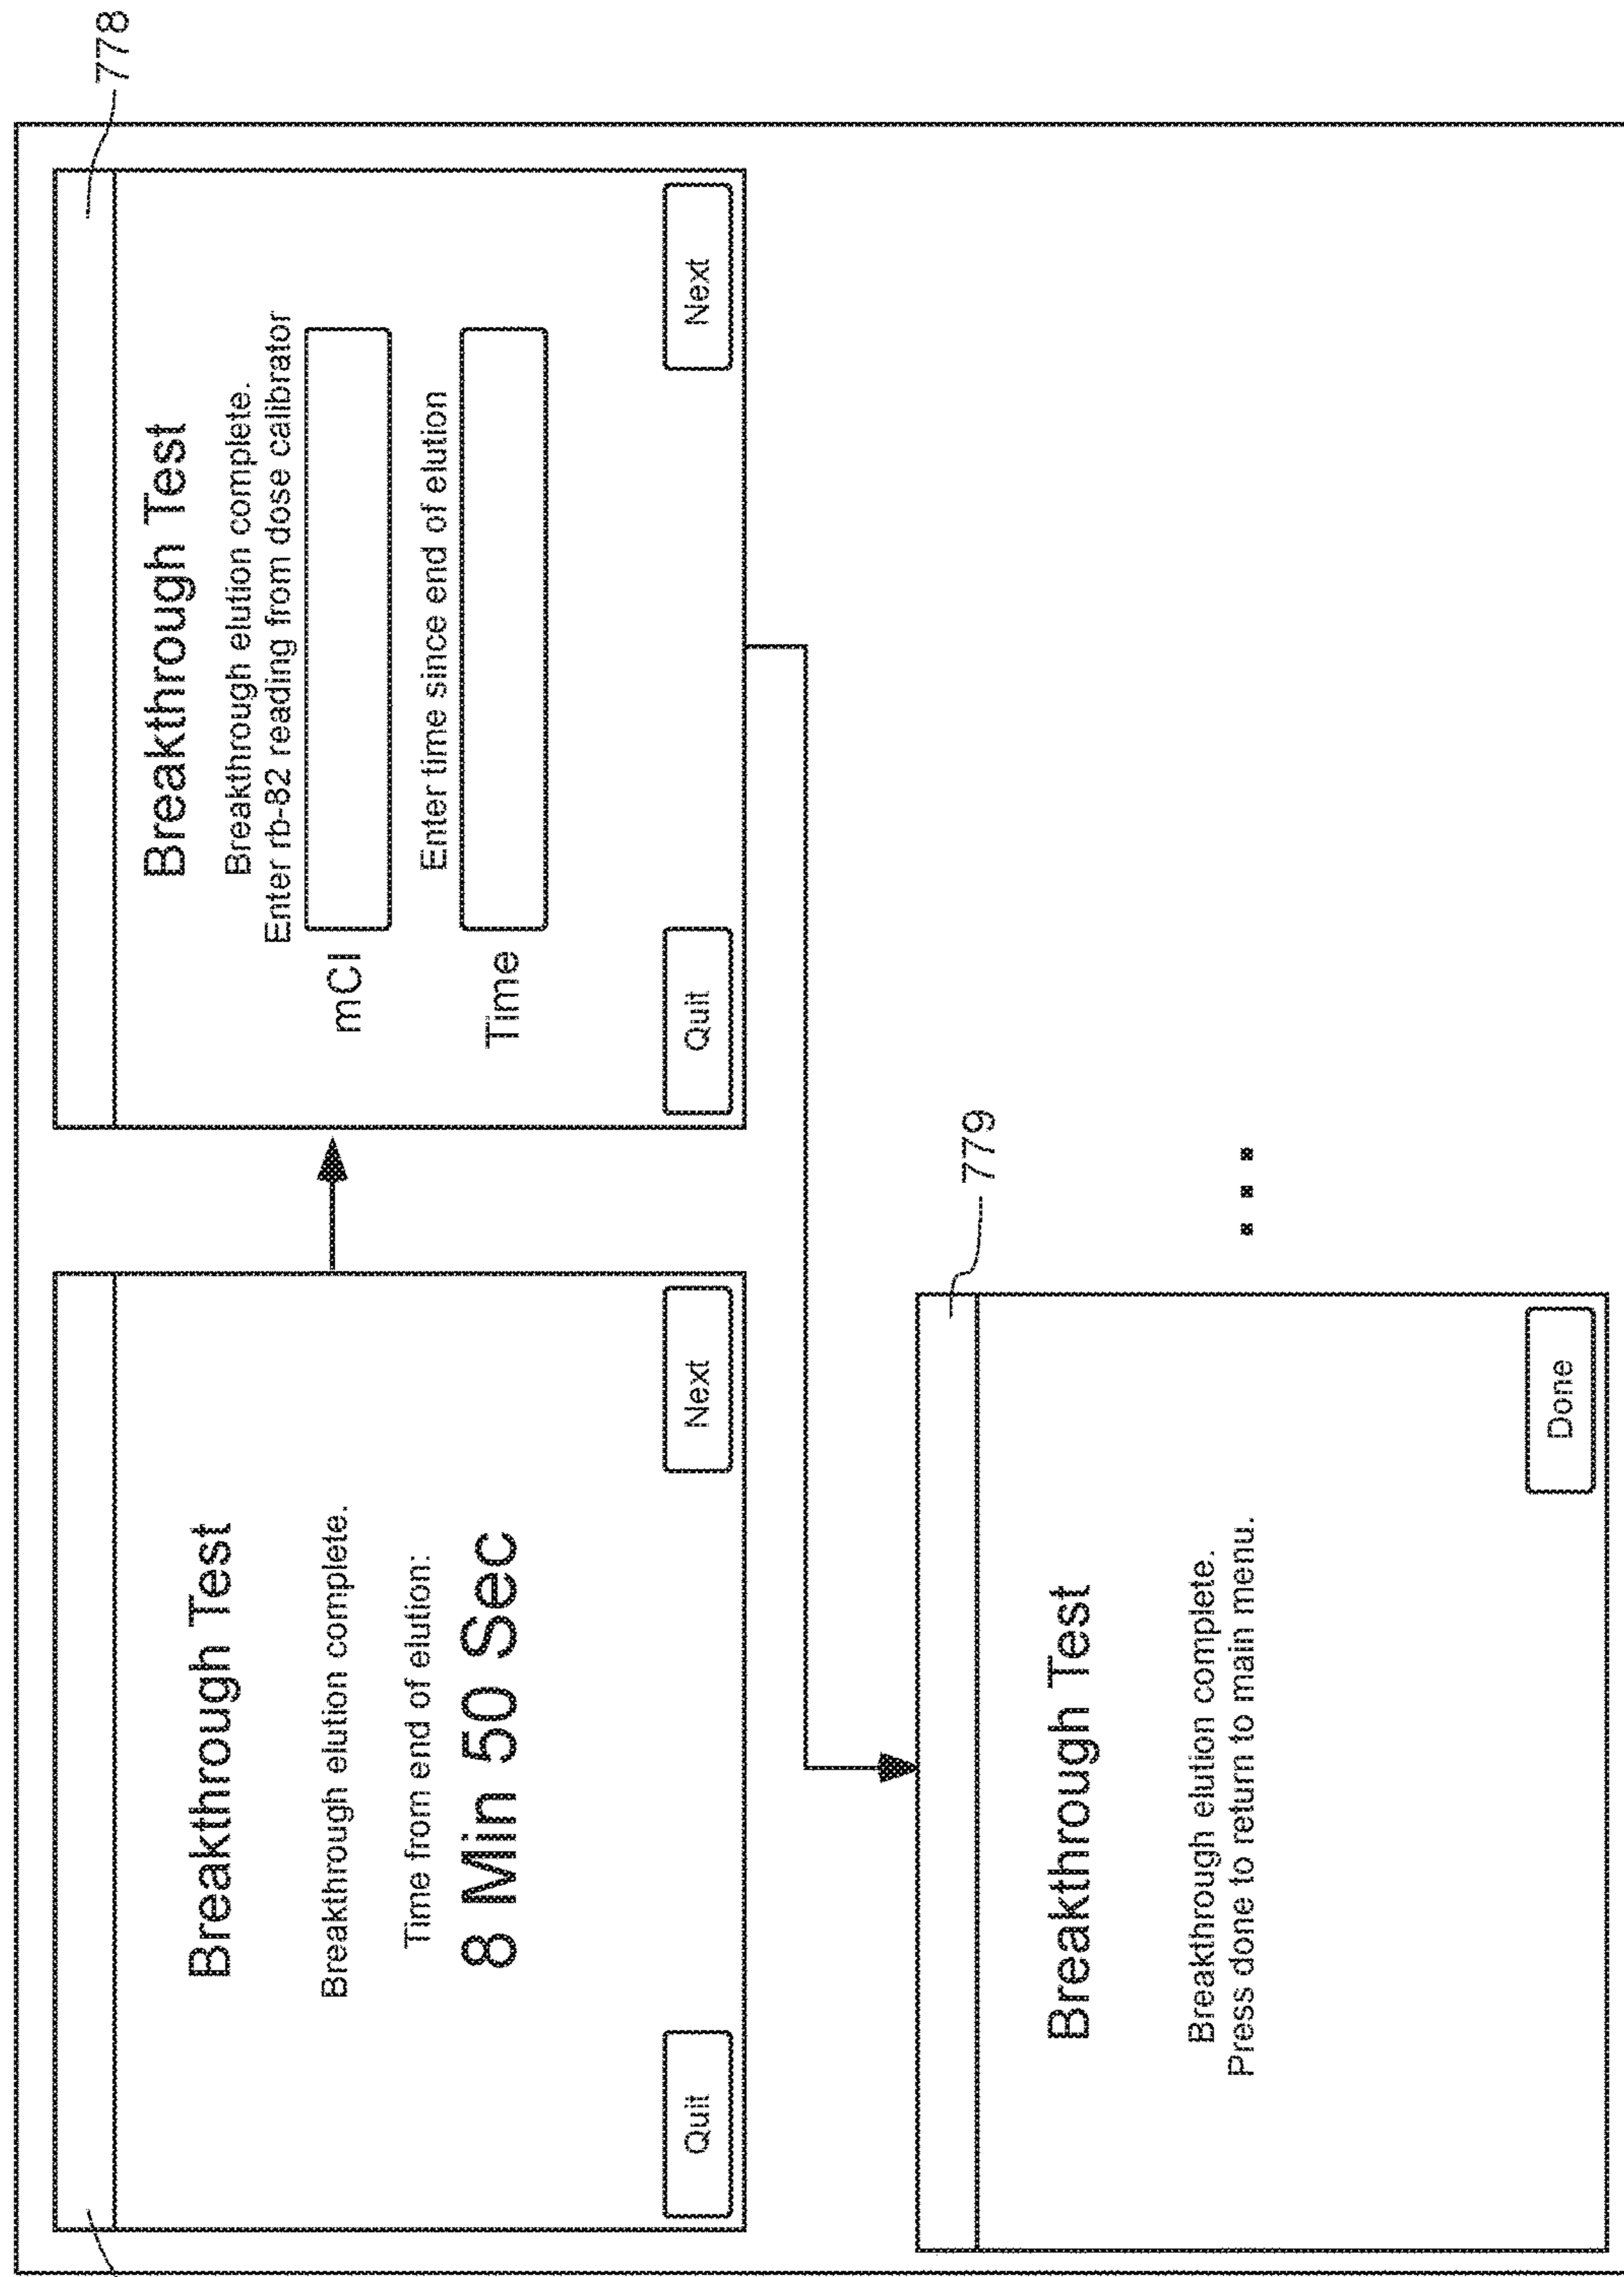 Breakthrough Test
Breakthrough elution complete.
Time from end of elution:
8 Min 50 Sec
Quit
Next
778
Breakthrough Test
Breakthrough elution complete.
Enter rb-82 reading from dose calibrator
mCI
Enter time since end of elution
Time
Quit
Next
779
Breakthrough Test
Breakthrough elution complete.
Press done to return to main menu.
Done